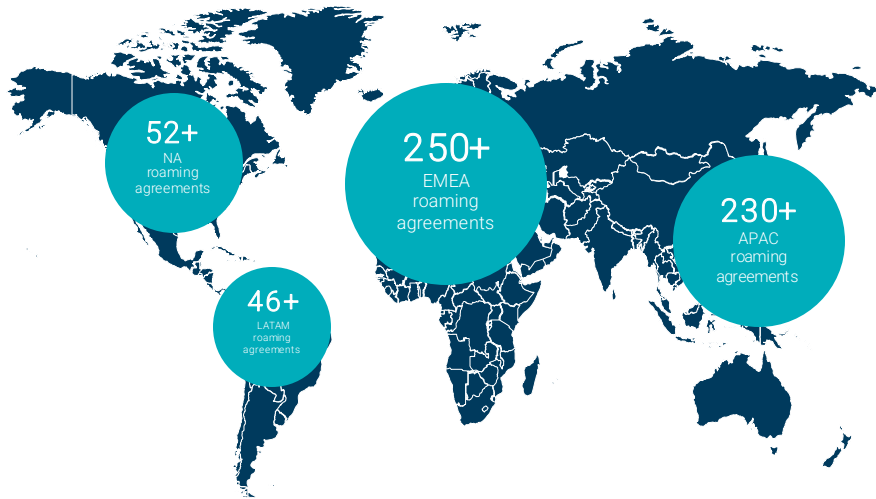 52+
NA
roaming
agreements
250+
EMEA
roaming
agreements
230+
APAC
roaming
agreements
46+
LATAM
roaming
agreements